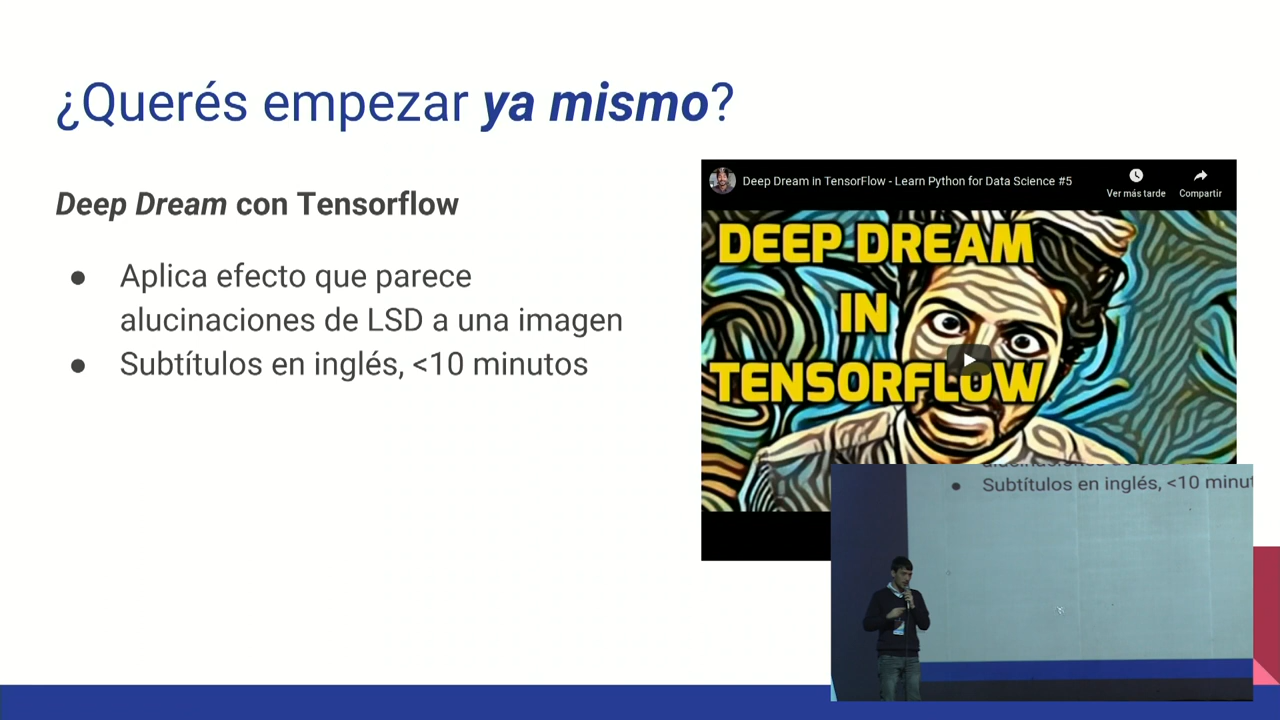 ¿Querés empezar ya mismo?
Deep Dream con Tensorflow
● Aplica efecto que parece
alucinaciones de LSD a una imagen
● Subtítulos en inglés, <10 minutos
Deep Dream in TensorFlow - Learn Python for Data Science #5
Ver más tarde
Compartir
DEEP DREAM
IN
TENSORFLOW
● Subtítulos en inglés, <10 minut